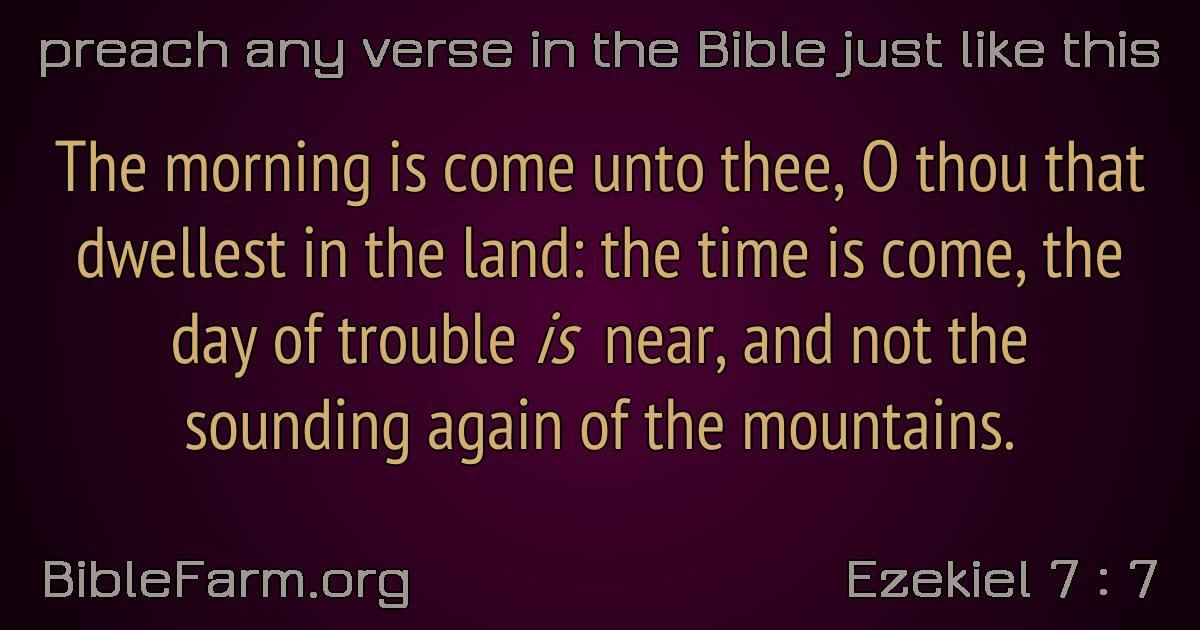 preach any verse in the Bible just like this
The morning is come unto thee, O thou that
dwellest in the land: the time is come, the
day of trouble is near, and not the
sounding again of the mountains.
BibleFarm.org
Ezekiel 7 : 7